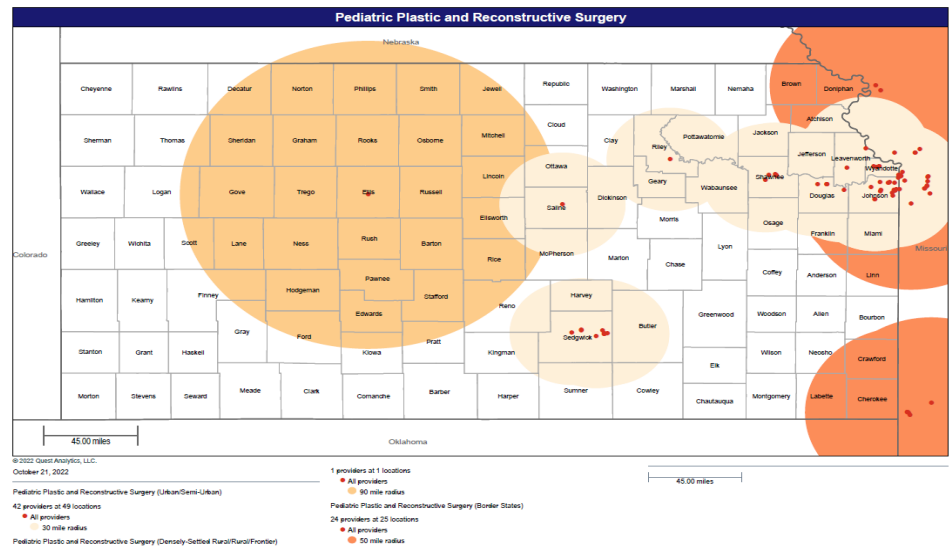 Pediatric Plastic and Reconstructive Surgery
Nebraska
Cheyenne Rawlins Decatur Norton Phillips Smith Jewell Republic Washington Marshall Nemaha Brown Doniphan
Cloud
Atchison
Sherman Thomas Sheridan Graham Rooks Osborne Mitchell Clay Riley Pottawatomie Jackson
Jefferson Leavenworth
Ottawa
Wyandotte
Lincoln
Wallace Logan Gove Trego Ellis Russell Saline Dickinson Geary Wabaunsee Shawnee Douglas Johnson
Ellsworth
Morris Osage
Greeley Wichita Scott Lane Ness Rush Barton Franklin Miami
Colorado
Missouri
Rice McPherson Marion Chase Lyon
Coffey Anderson Linn
Pawnee
Hamilton Kearny Finney Hodgeman Stafford Reno Harvey
Edwards
Greenwood Woodson Allen Bourbon
Gray Ford Pratt Sedgwick Butler
Stanton Grant Haskell Kiowa Kingman Wilson Neosho Crawford
Elk
Morton Stevens Seward Meade Clark Comanche Barber Harper Sumner Cowley Chautauqua Montgomery Labette Cherokee
45.00 miles
Oklahoma
© 2022 Quest Analytics, LLC.
October 21, 2022
Pediatric Plastic and Reconstructive Surgery (Urban/Semi-Urban)
42 providers at 49 locations
All providers
30 mile radius
Pediatric Plastic and Reconstructive Surgery (Densely-Settled Rural/Rural/Frontier)
1 providers at 1 locations
All providers
90 mile radius
Pediatric Plastic and Reconstructive Surgery (Border States)
24 providers at 25 locations
All providers
50 mile radius
45.00 miles